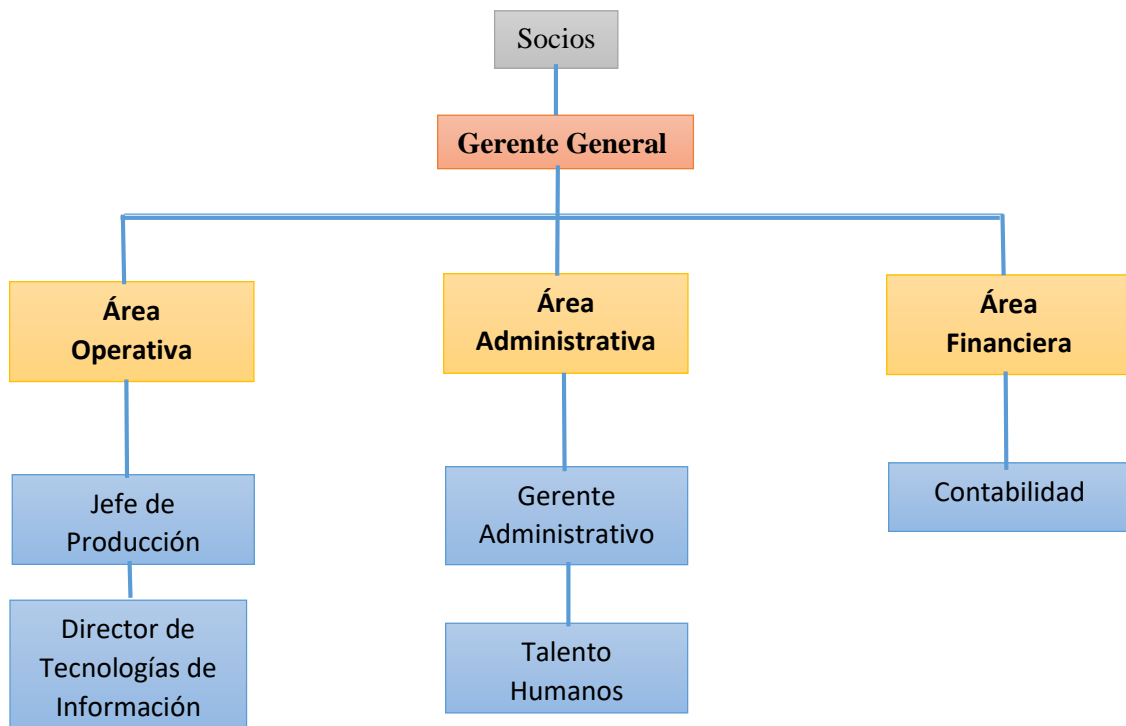 Socios
Gerente General
Área
Operativa
Área
Administrativa
Área
Financiera
Jefe de
Producción
Gerente
Administrativo
Contabilidad
Director de
Tecnologías de
Información
Talento
Humanos